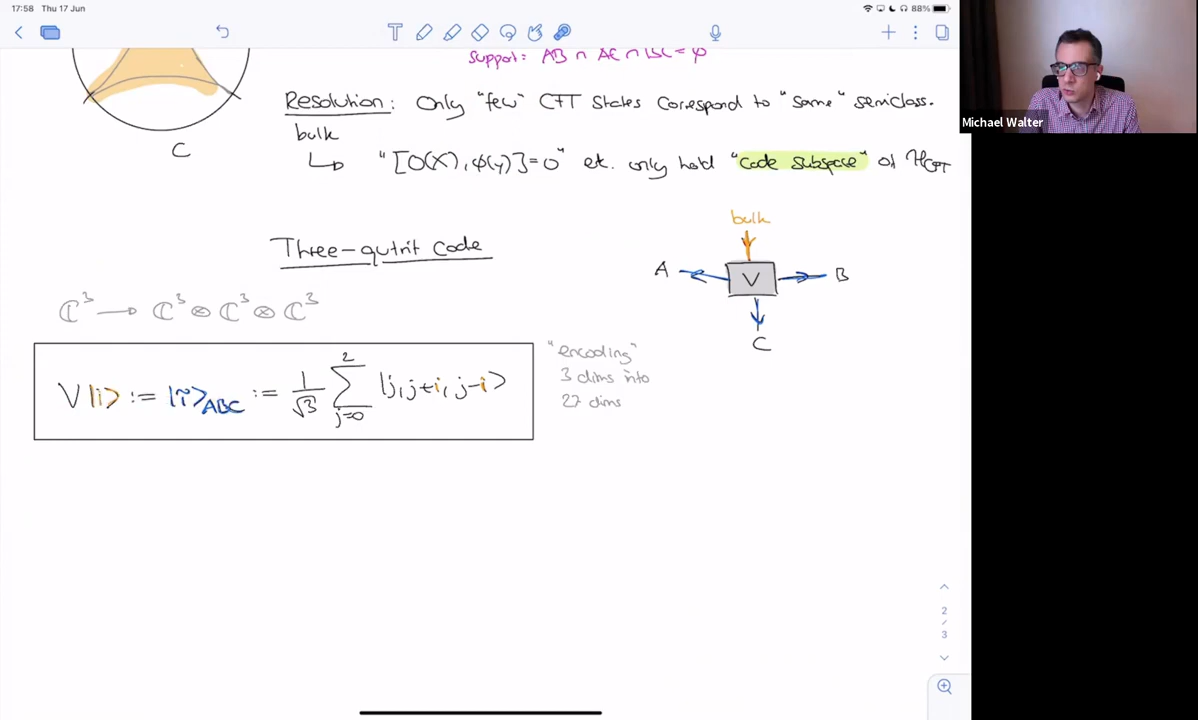 17:58 Thu 17 Jun
88%
Support: AB ∩ AC ∩ BC = φ
Resolution: Only "few" CFT states correspond to "same" semiclass.
bulk
↳ "[O(X), φ(y)]=0" etc. only hold "code subspace" of H_CFT
bulk
Three-qutrit code
A V B
C
C
ℂ³ → ℂ³ ⊗ ℂ³ ⊗ ℂ³
V|i> := |ĩ>_ABC := 1/√3 ∑_{j=0}^{2} |j, j+i, j-i>
"encoding"
3 dims into
27 dims
2
/
3
Michael Walter